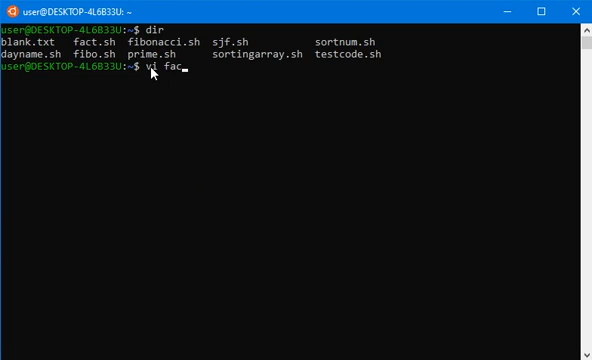 user@DESKTOP-4L6B33U: ~
user@DESKTOP-4L6B33U:~$ dir
blank.txt fact.sh fibonacci.sh sjf.sh sortnum.sh
dayname.sh fibo.sh prime.sh sortingarray.sh testcode.sh
user@DESKTOP-4L6B33U:~$ vi fac